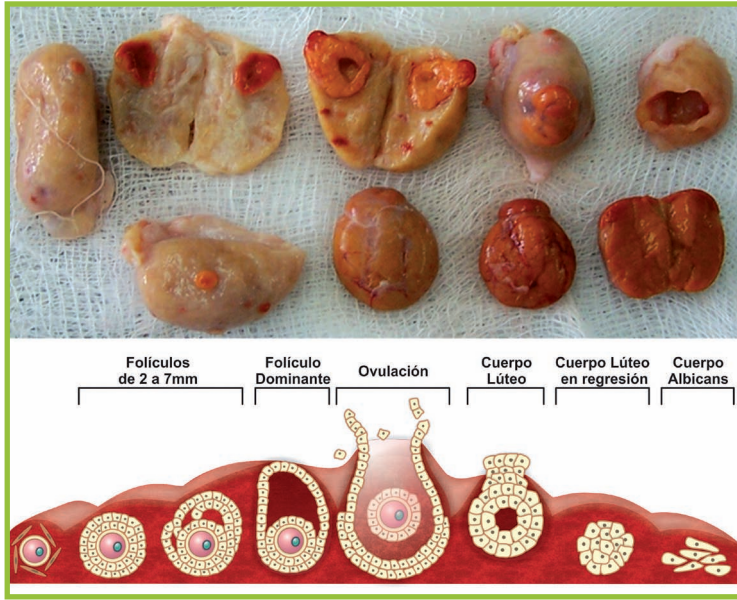 Folículos
de 2 a 7mm
Folículo
Dominante
Ovulación
Cuerpo
Lúteo
Cuerpo Lúteo
en regresión
Cuerpo
Albicans